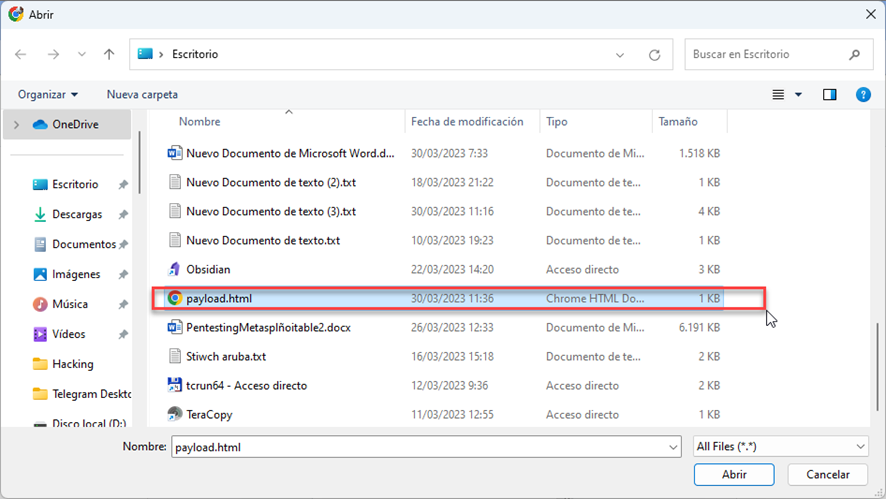 Abrir
Escritorio
Buscar en Escritorio
Organizar
Nueva carpeta
OneDrive
Escritorio
Descargas
Documentos
Imágenes
Música
Vídeos
Hacking
Telegram Deskto
Disco local (D:)
Nombre Fecha de modificación Tipo Tamaño
Nuevo Documento de Microsoft Word.d... 30/03/2023 7:33 Documento de Mi... 1.518 KB
Nuevo Documento de texto (2).txt 18/03/2023 21:22 Documento de te... 1 KB
Nuevo Documento de texto (3).txt 30/03/2023 11:16 Documento de te... 4 KB
Nuevo Documento de texto.txt 10/03/2023 19:23 Documento de te... 1 KB
Obsidian 22/03/2023 14:20 Acceso directo 3 KB
payload.html 30/03/2023 11:36 Chrome HTML Do... 1 KB
PentestingMetasplñoitable2.docx 26/03/2023 12:33 Documento de Mi... 6.191 KB
Stiwch aruba.txt 16/03/2023 15:18 Documento de te... 2 KB
tcrun64 - Acceso directo 12/03/2023 9:36 Acceso directo 2 KB
TeraCopy 11/03/2023 12:55 Acceso directo 2 KB
Nombre: payload.html All Files (*.*)
Abrir Cancelar